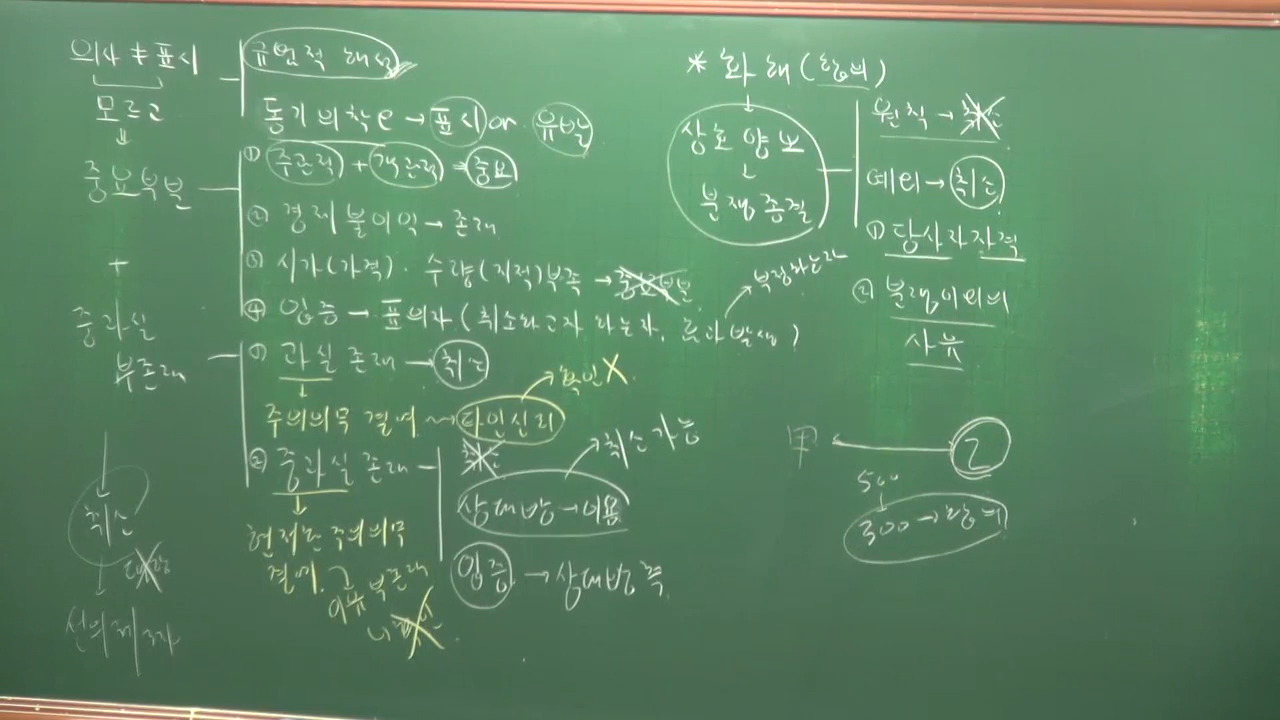 의사 ≠ 표시
모르고
⇓
중요부분
+
중과실
부존재
취소
선의제3자
규범적 해석
동기의 착e → 표시 or 유발
① 주관적 + 객관적 ⇒ 중요
② 경제불이익 → 존재
③ 시가(가격)· 수량(지적)부족 → 중요부분
④ 입증 → 표의자 (취소하고자 하는자, 효과발생)
부정하는자
① 과실 존재 → 취소
주의의무 결여 → 타인신뢰
확인X
② 중과실 존재
취소
상대방 → 이용
취소가능
현저한 주의의무
결여
입증 → 상대방 측
* 화해(합의)
상호양보
분쟁종결
원칙 → 취소
예외 → 취소
① 당사자자격
② 분쟁이외의
사유
甲 ← 乙
500
300 → 합의